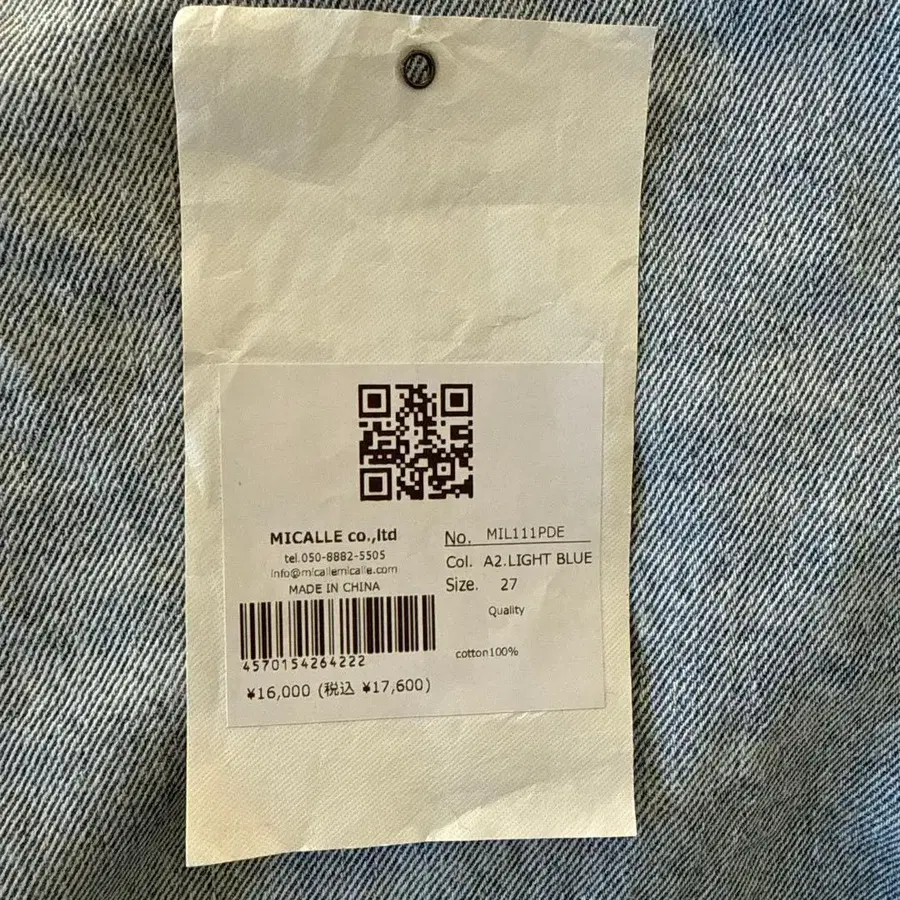 MICALLE co.,ltd
tel.050-8882-5505
info@micallemicalle.com
MADE IN CHINA
4570154264222
¥16,000 (税込 ¥17,600)
No. MIL111PDE
Col. A2.LIGHT BLUE
Size. 27
Quality
cotton100%